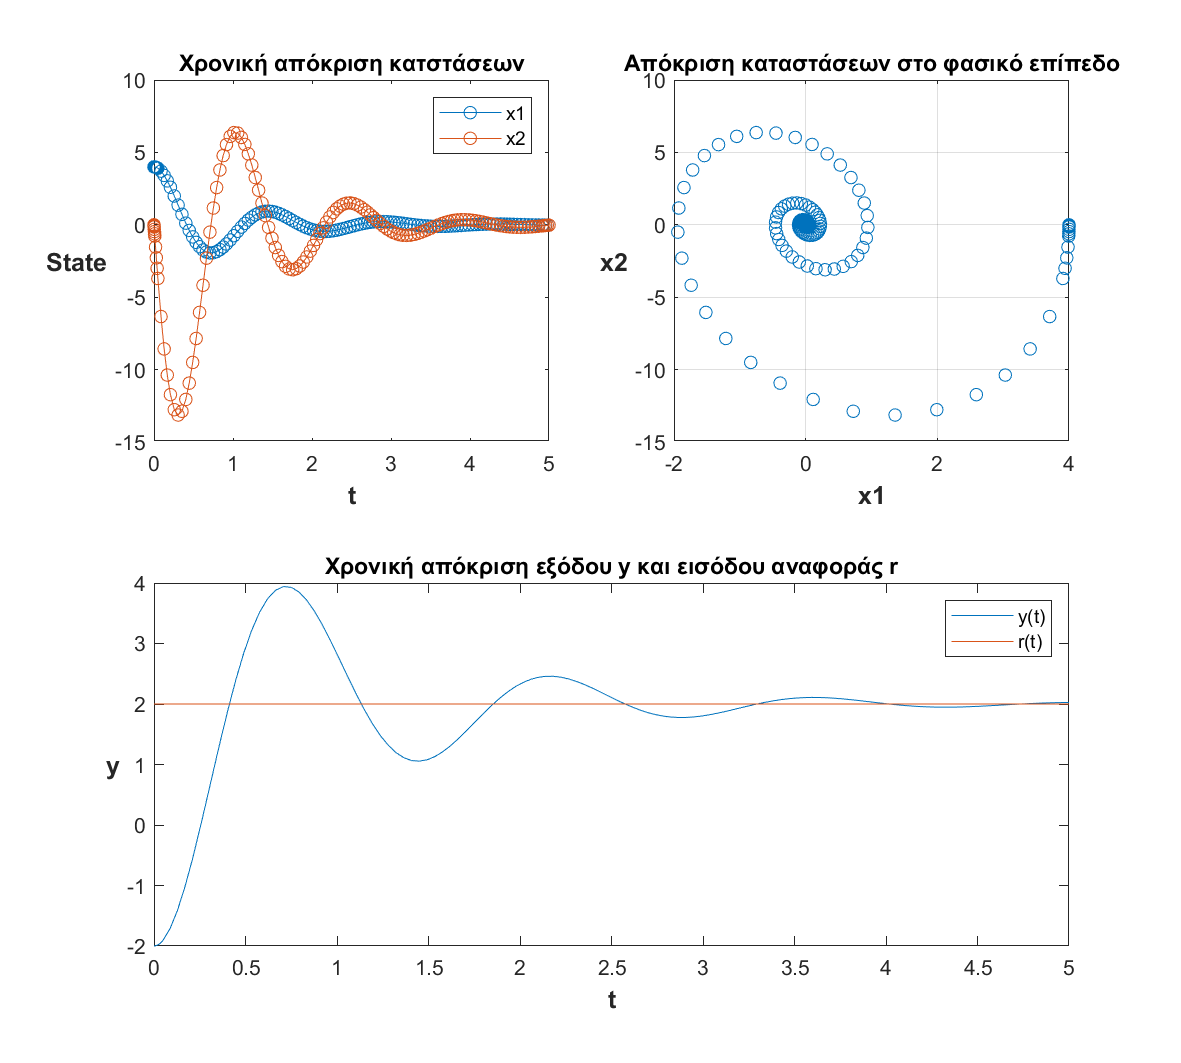 Χρονική απόκριση κατστάσεων
10
5
0
-5
-10
-15
State
0 1 2 3 4 5
t
x1
x2
Απόκριση καταστάσεων στο φασικό επίπεδο
10
5
0
-5
-10
-15
x2
-2 0 2 4
x1
Χρονική απόκριση εξόδου y και εισόδου αναφοράς r
4
3
2
1
0
-1
-2
y
0 0.5 1 1.5 2 2.5 3 3.5 4 4.5 5
t
y(t)
r(t)